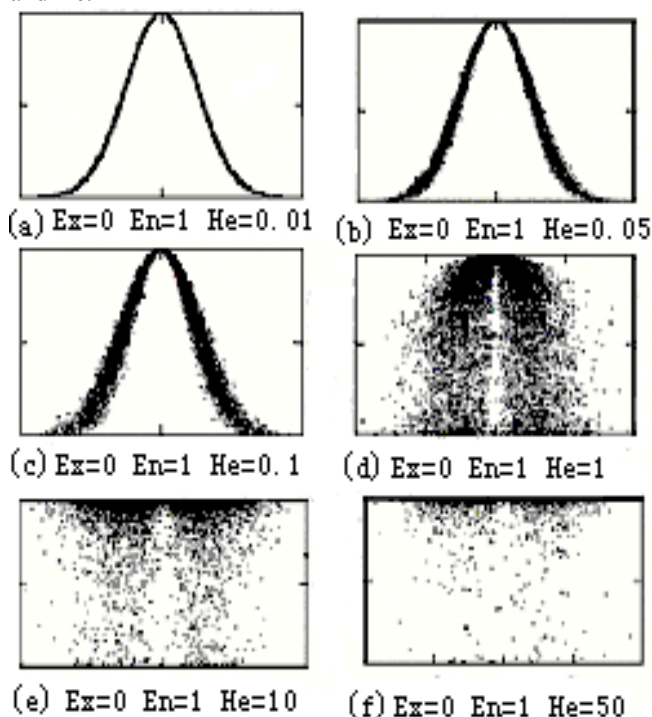 (a) Ex=0 En=1 He=0.01
(b) Ex=0 En=1 He=0.05
(c) Ex=0 En=1 He=0.1
(d) Ex=0 En=1 He=1
(e) Ex=0 En=1 He=10
(f) Ex=0 En=1 He=50